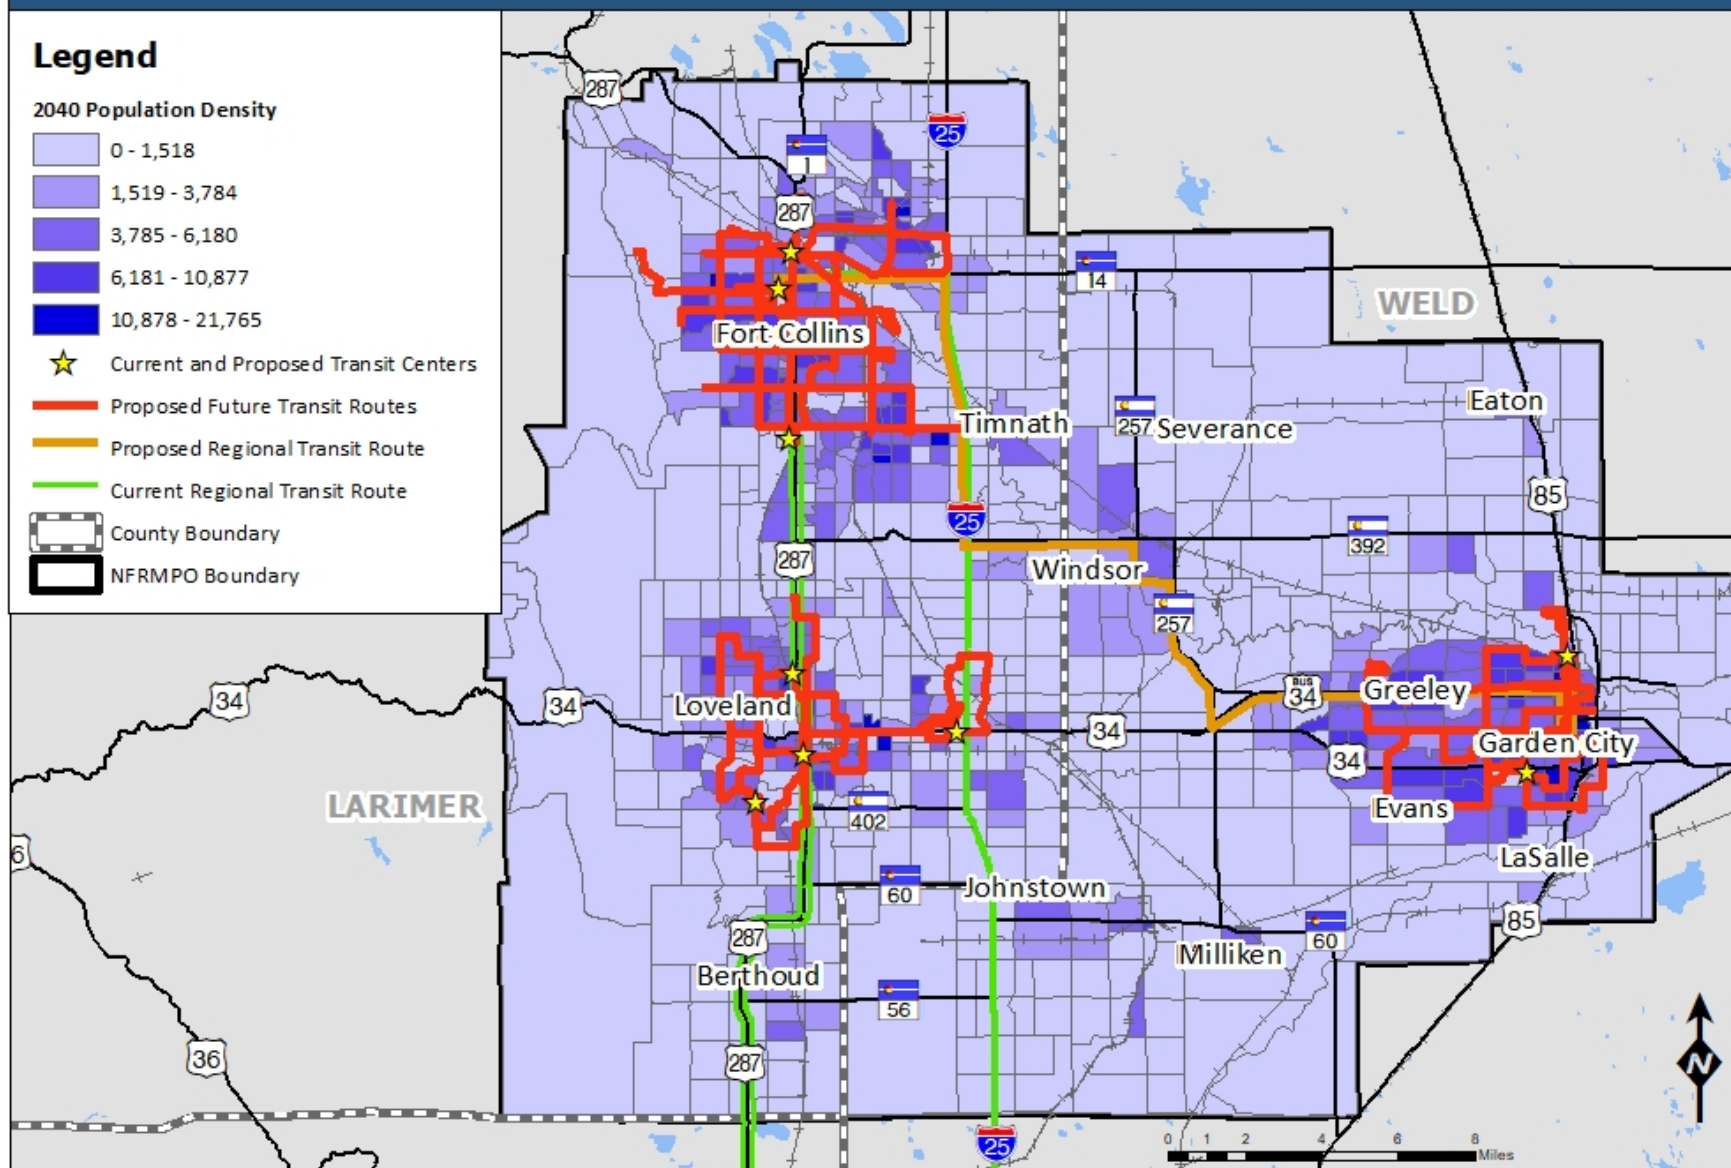 Legend
2040 Population Density
0 - 1,518
1,519 - 3,784
3,785 - 6,180
6,181 - 10,877
10,878 - 21,765
Current and Proposed Transit Centers
Proposed Future Transit Routes
Proposed Regional Transit Route
Current Regional Transit Route
County Boundary
NFRMPO Boundary
287
25
1
287
14
WELD
Fort Collins
Eaton
257
Timnath
Severance
85
25
392
287
Windsor
257
34
34
Loveland
BUS
34
Greeley
34
Garden City
34
LARIMER
402
Evans
6
LaSalle
60
Johnstown
85
60
287
Milliken
Berthoud
56
36
287
N
25
0 1 2 4 6 8
Miles